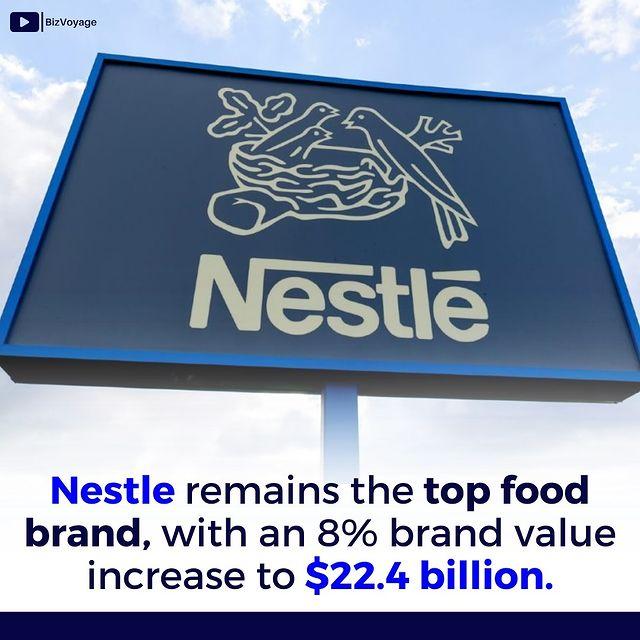 BizVoyage
Nestlé
Nestle remains the top food
brand, with an 8% brand value
increase to $22.4 billion.